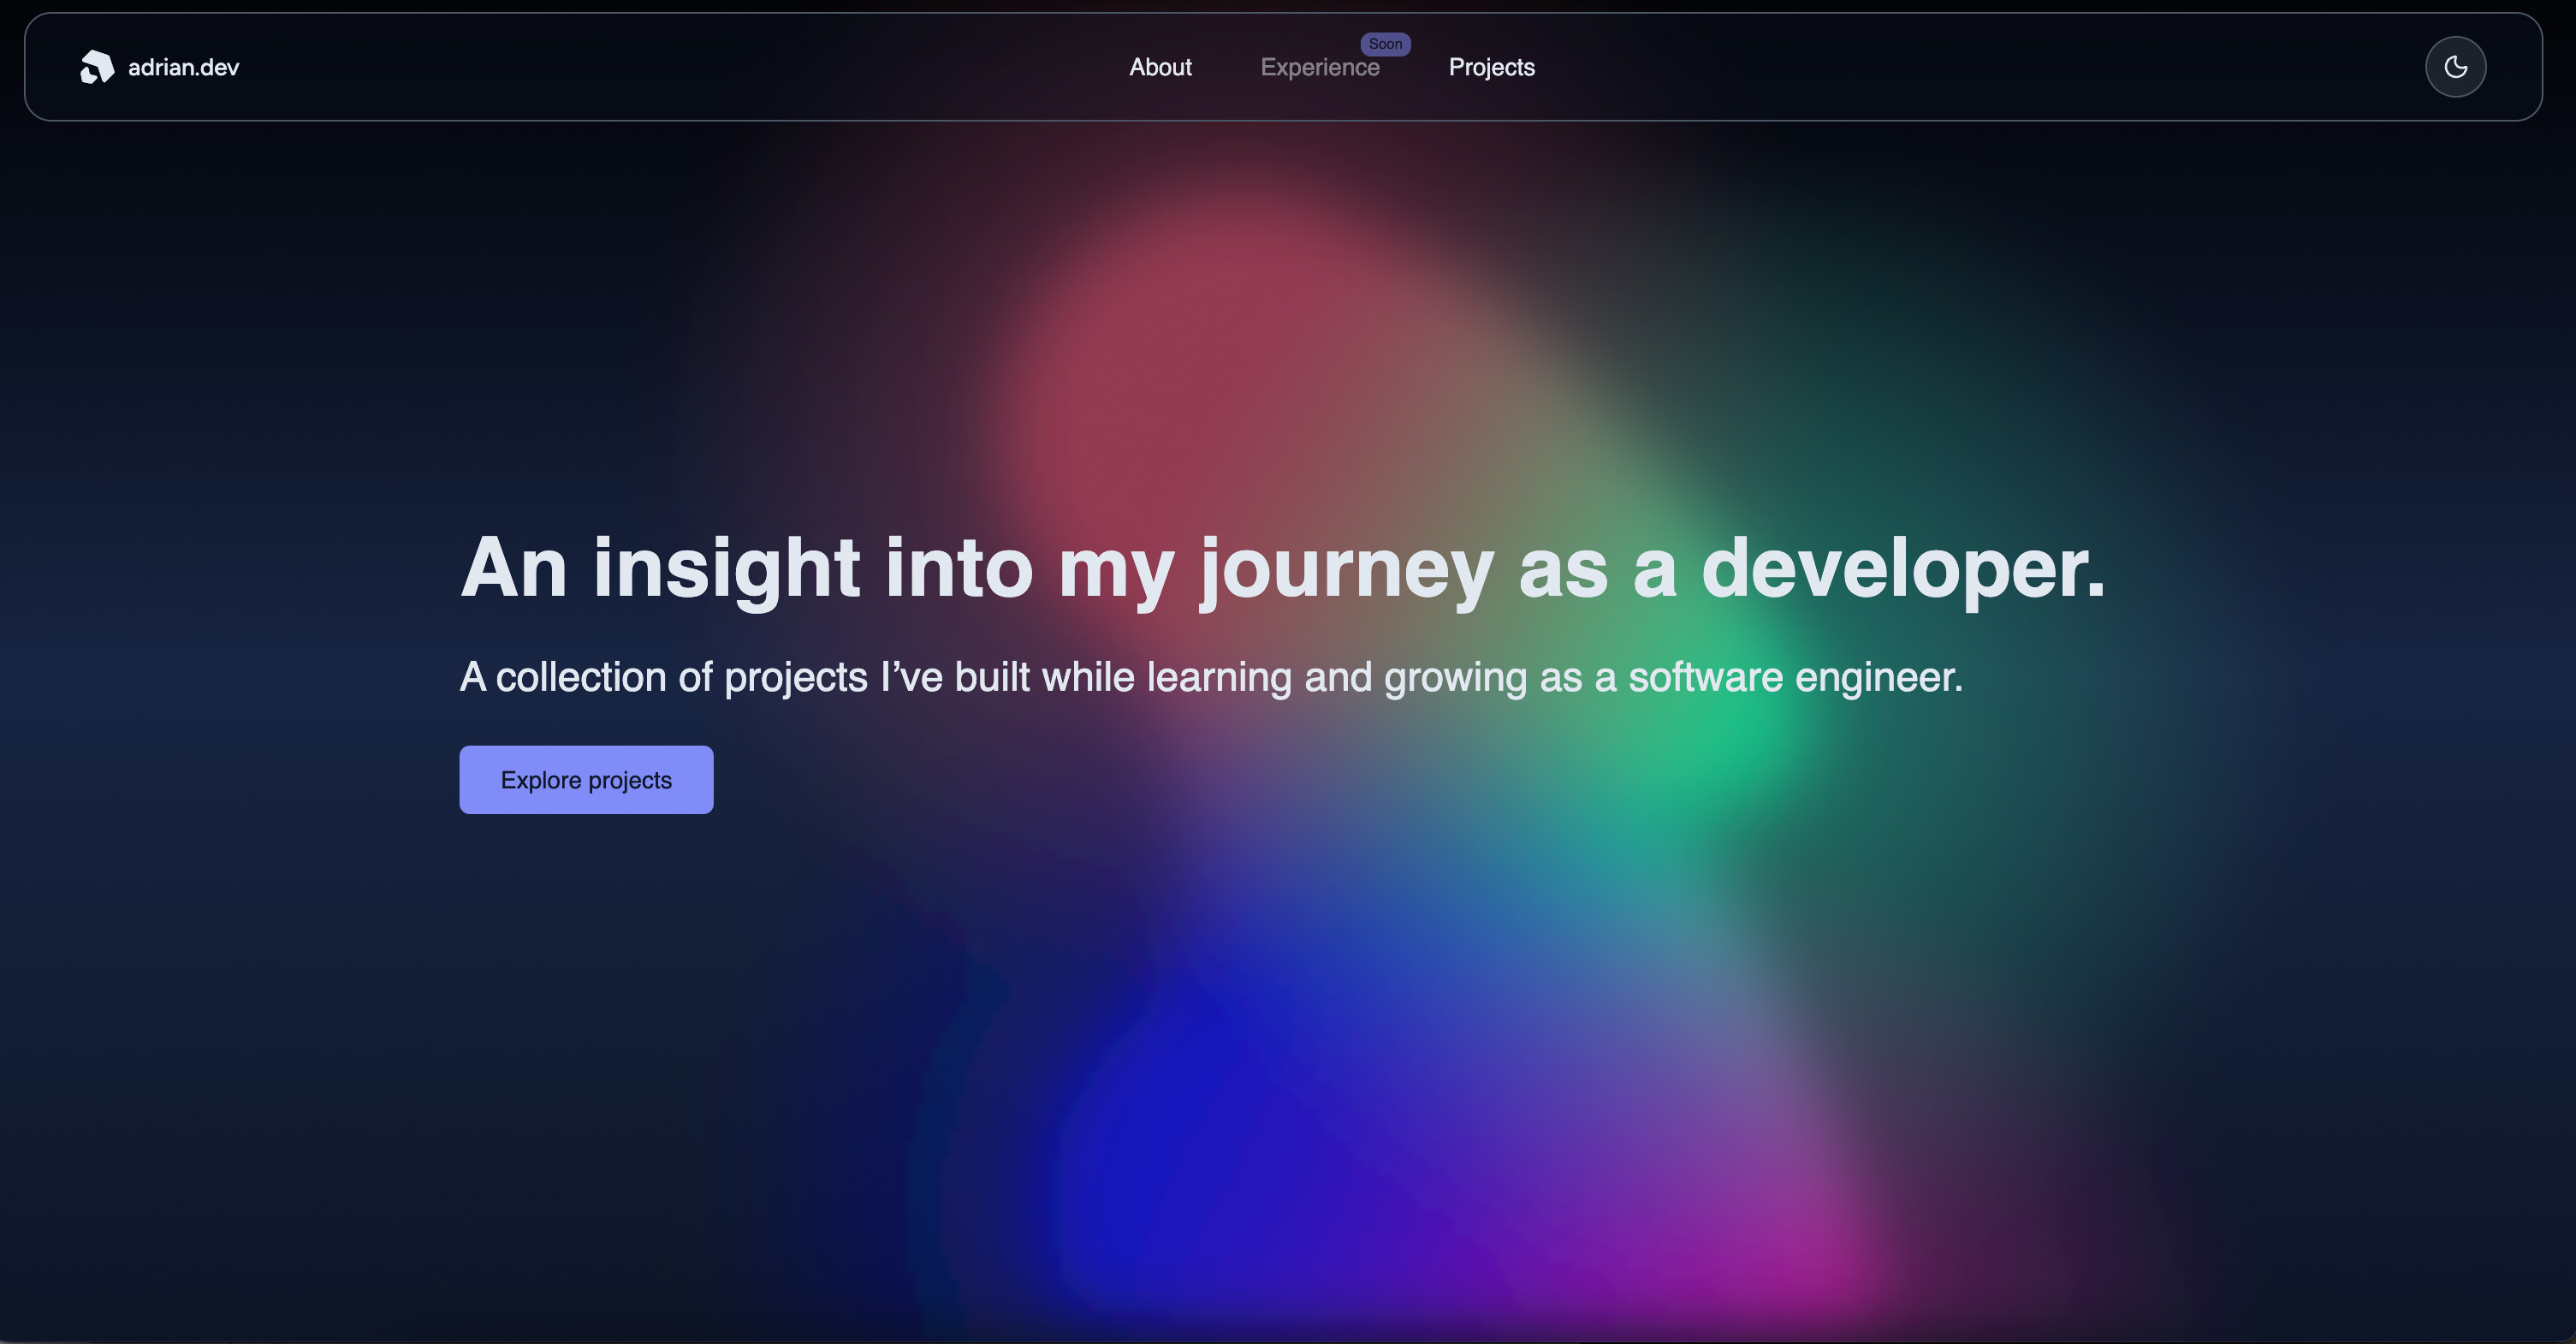 adrian.dev
About
Experience
Soon
Projects
An insight into my journey as a developer.
A collection of projects I’ve built while learning and growing as a software engineer.
Explore projects